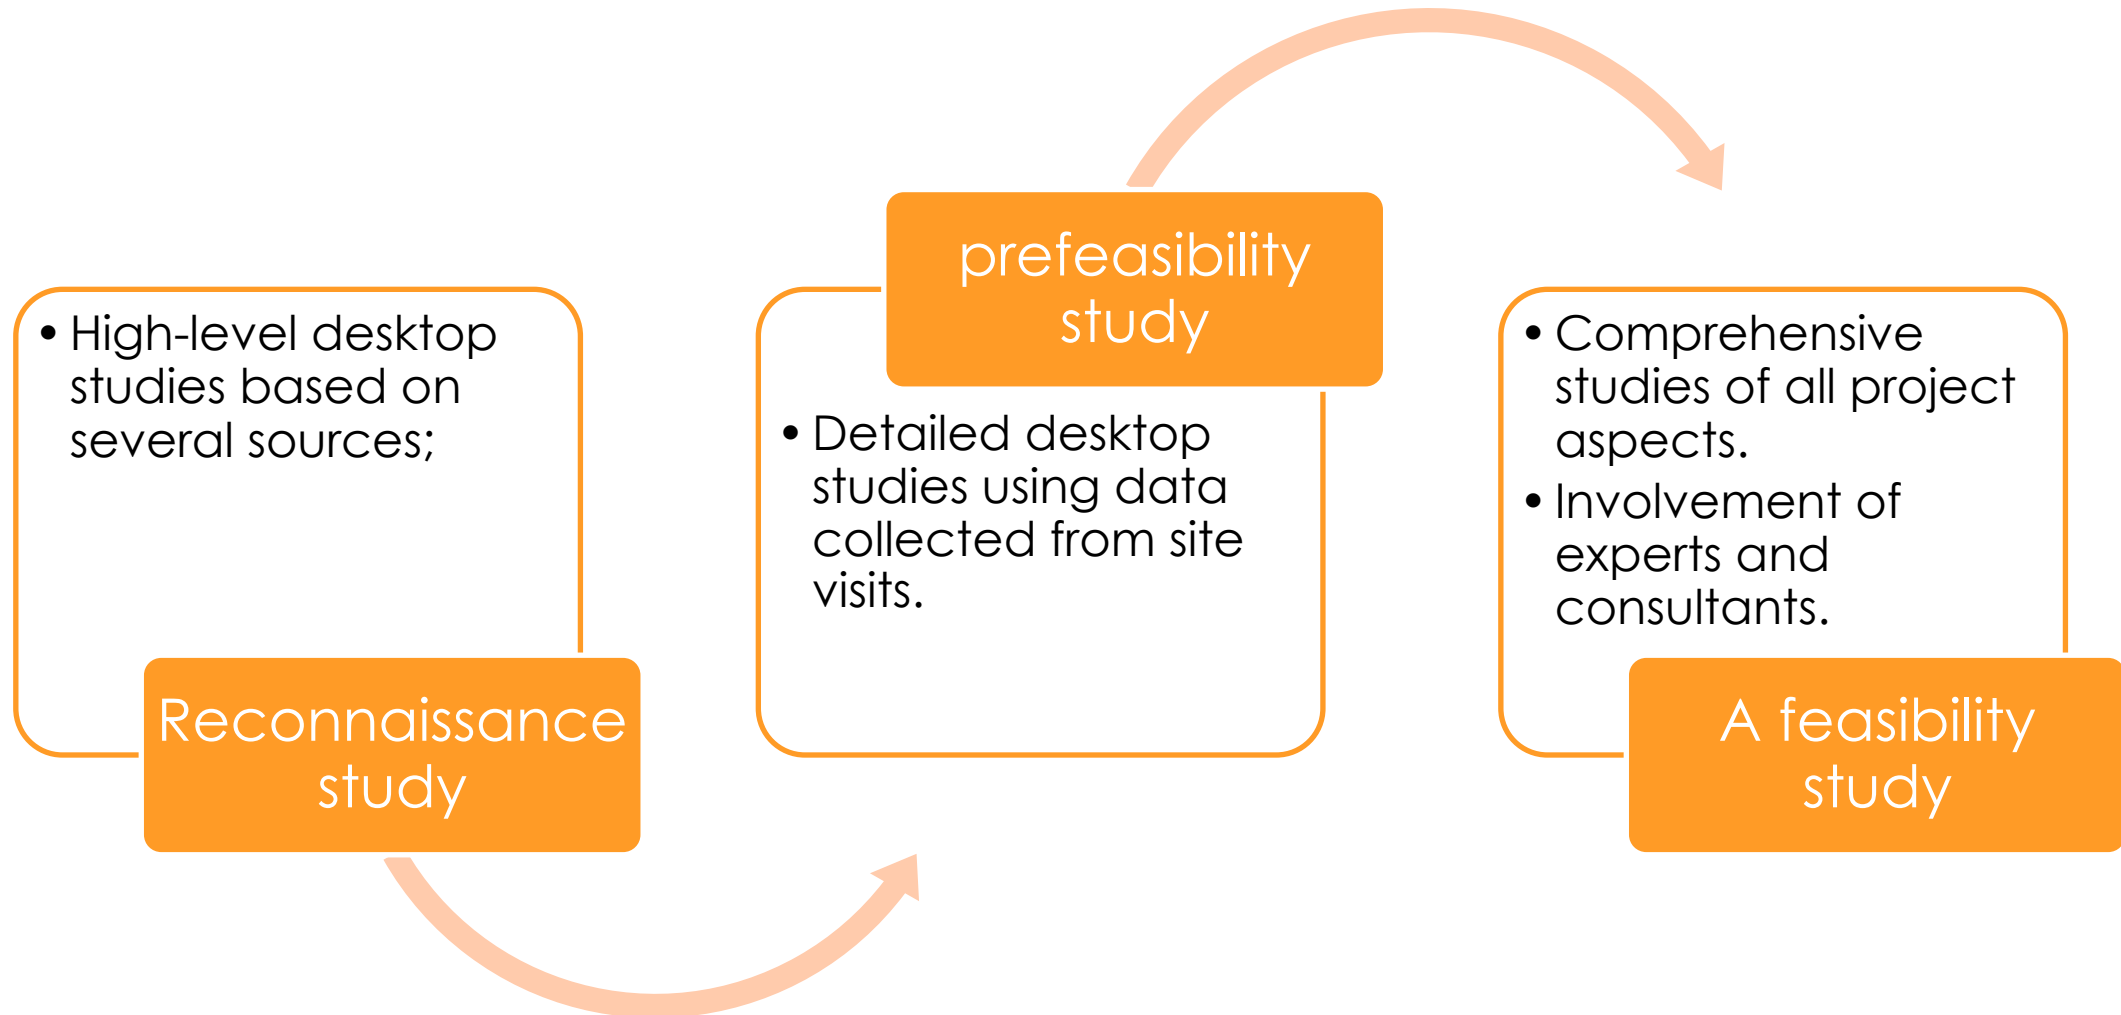 • High-level desktop
studies based on
several sources;
Reconnaissance
study
prefeasibility
study
• Detailed desktop
studies using data
collected from site
visits.
• Comprehensive
studies of all project
aspects.
• Involvement of
experts and
consultants.
A feasibility
study